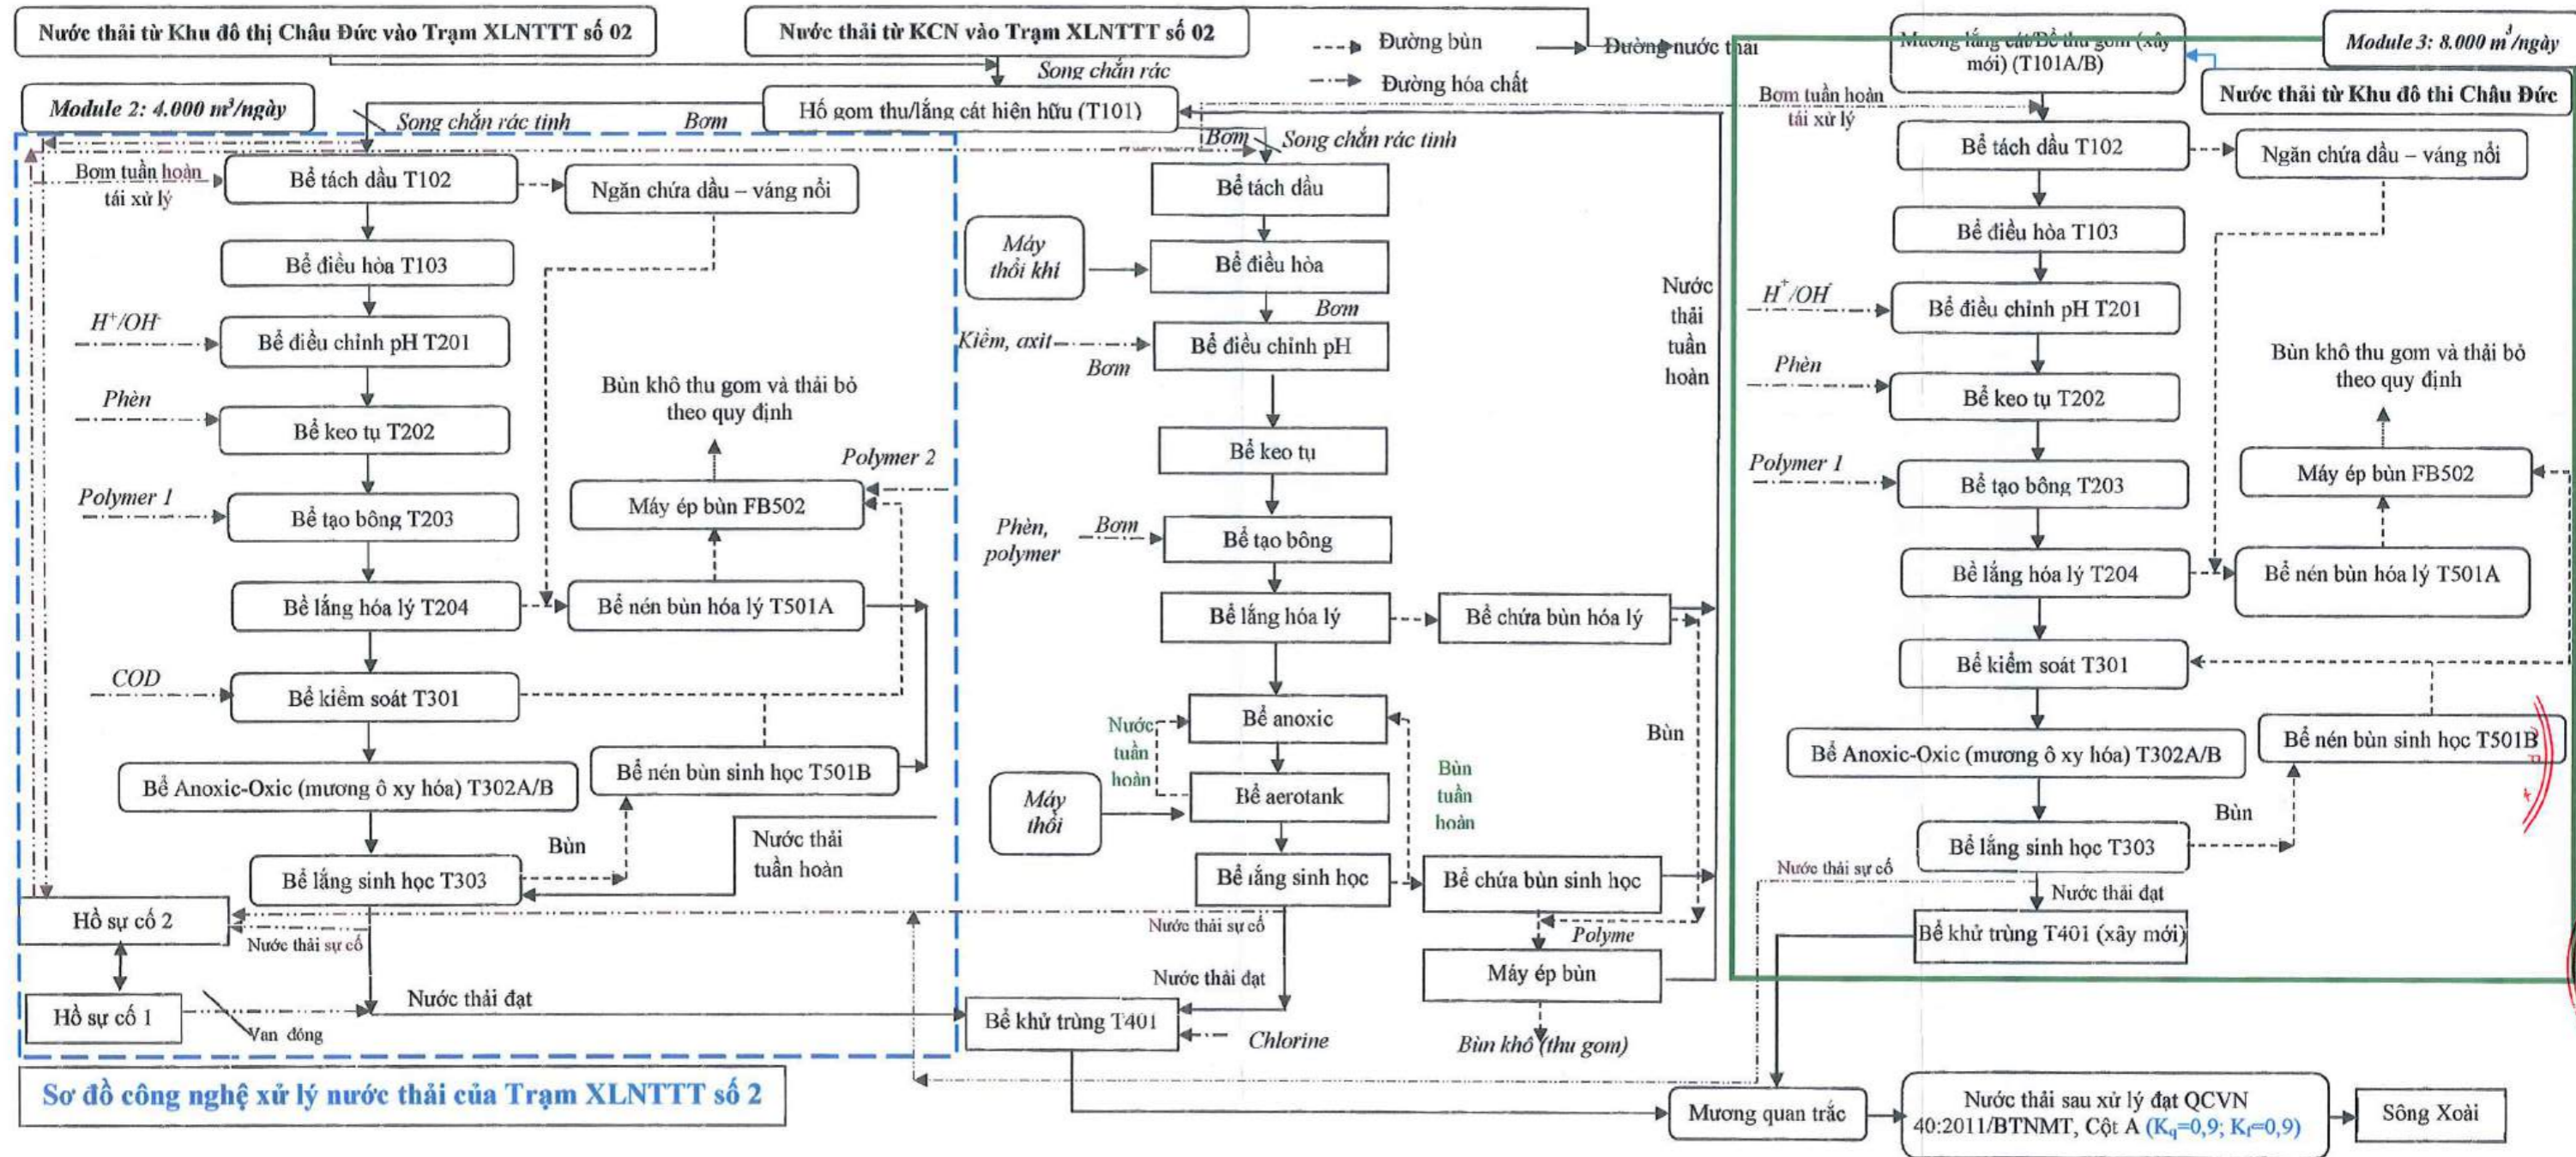 Nước thải từ Khu đô thị Châu Đức vào Trạm XLNTTT số 02
Nước thải từ KCN vào Trạm XLNTTT số 02
Đường bùn
Đường nước thải
Đường hóa chất
Mương lắng cát/Bể thu gom (xây
mới) (T101A/B)
Module 3: 8.000 m³/ngày
Nước thải từ Khu đô thi Châu Đức
Song chắn rác
Module 2: 4.000 m³/ngày
Song chắn rác tinh
Bơm
Hố gom thu/lắng cát hiện hữu (T101)
Bơm
Song chắn rác tinh
Bơm tuần hoàn
tái xử lý
Bể tách dầu T102
Ngăn chứa dầu – váng nổi
Bể điều hòa T103
H⁺/OH⁻
Bể điều chỉnh pH T201
Phèn
Bể keo tụ T202
Polymer 1
Bể tạo bông T203
Bể lắng hóa lý T204
COD
Bể kiểm soát T301
Bể Anoxic-Oxic (mương ô xy hóa) T302A/B
Bể lắng sinh học T303
Bùn khô thu gom và thải bỏ
theo quy định
Polymer 2
Máy ép bùn FB502
Bể nén bùn hóa lý T501A
Bể nén bùn sinh học T501B
Bùn
Nước thải
tuần hoàn
Hồ sự cố 2
Nước thải sự cố
Hồ sự cố 1
Van đóng
Nước thải đạt
Sơ đồ công nghệ xử lý nước thải của Trạm XLNTTT số 2
Bể tách dầu
Máy
thổi khí
Bể điều hòa
Bơm
Kiềm, axit
Bơm
Bể điều chỉnh pH
Bể keo tụ
Phèn,
polymer
Bơm
Bể tạo bông
Bể lắng hóa lý
Bể chứa bùn hóa lý
Nước
thải
tuần
hoàn
Bể anoxic
Nước
tuần
hoàn
Bùn
Bùn
tuần
hoàn
Máy
thổi
Bể aerotank
Bể lắng sinh học
Bể chứa bùn sinh học
Nước thải sự cố
Polyme
Nước thải đạt
Máy ép bùn
Bể khử trùng T401
Chlorine
Bùn khô (thu gom)
Bơm tuần hoàn
tái xử lý
Bể tách dầu T102
Ngăn chứa dầu – váng nổi
Bể điều hòa T103
H⁺/OH⁻
Bể điều chỉnh pH T201
Phèn
Bể keo tụ T202
Polymer 1
Bể tạo bông T203
Bể lắng hóa lý T204
Bể kiểm soát T301
Bể Anoxic-Oxic (mương ô xy hóa) T302A/B
Bể lắng sinh học T303
Bùn khô thu gom và thải bỏ
theo quy định
Máy ép bùn FB502
Bể nén bùn hóa lý T501A
Bể nén bùn sinh học T501B
Bùn
Nước thải sự cố
Nước thải đạt
Bể khử trùng T401 (xây mới)
Mương quan trắc
Nước thải sau xử lý đạt QCVN
40:2011/BTNMT, Cột A (Kq=0,9; Kf=0,9)
Sông Xoài